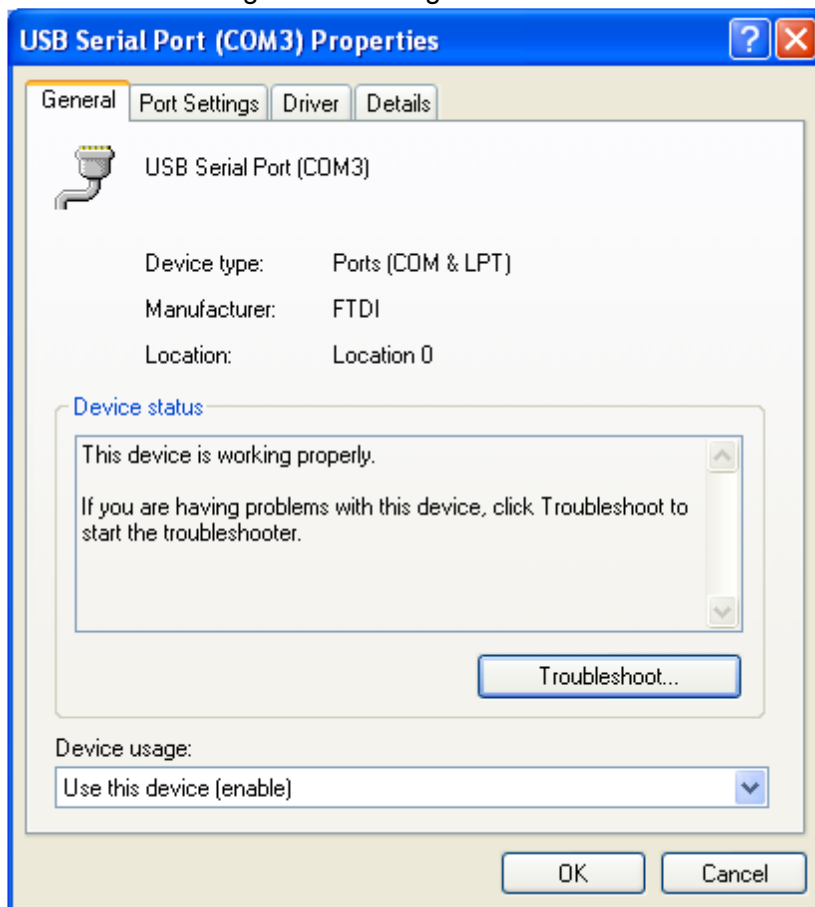 USB Serial Port (COM3) Properties
General Port Settings Driver Details
USB Serial Port (COM3)
Device type: Ports (COM & LPT)
Manufacturer: FTDI
Location: Location 0
Device status
This device is working properly.
If you are having problems with this device, click Troubleshoot to
start the troubleshooter.
Troubleshoot...
Device usage:
Use this device (enable)
OK Cancel